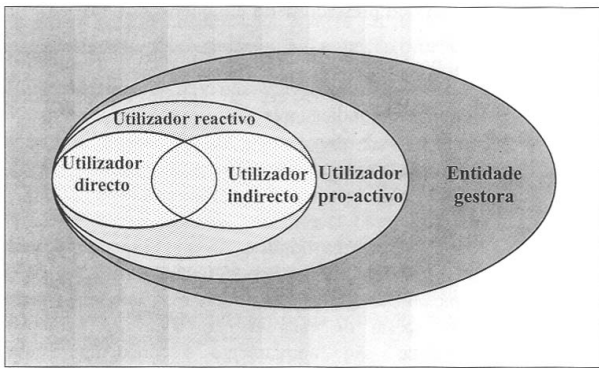 Utilizador reactivo
Utilizador
directo
Utilizador
indirecto
Utilizador
pro-activo
Entidade
gestora